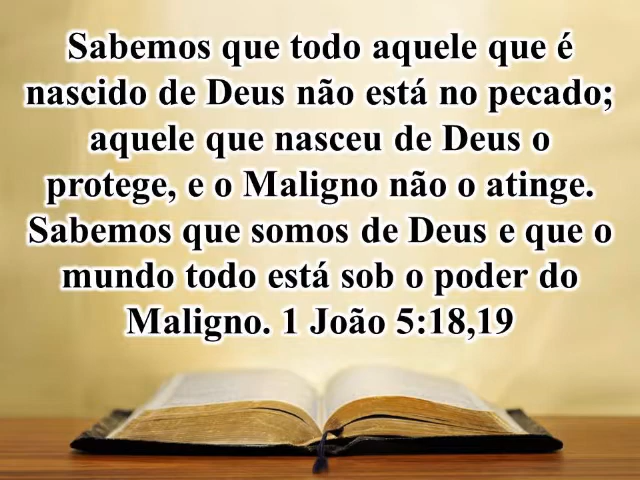 Sabemos que todo aquele que é
nascido de Deus não está no pecado;
aquele que nasceu de Deus o
protege, e o Maligno não o atinge.
Sabemos que somos de Deus e que o
mundo todo está sob o poder do
Maligno. 1 João 5:18,19